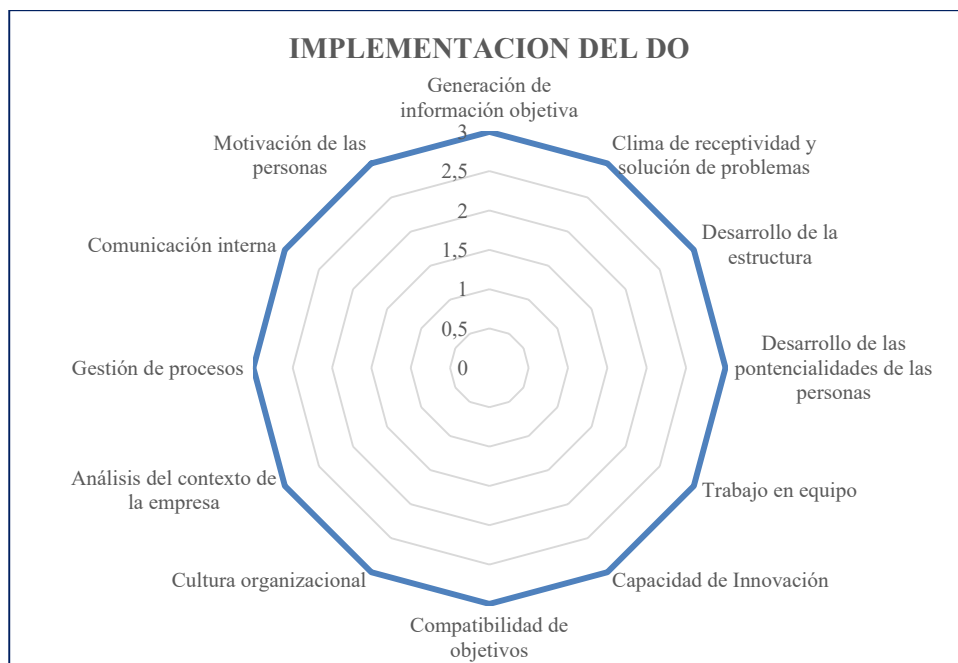 IMPLEMENTACION DEL DO
Generación de
información objetiva
Clima de receptividad y
solución de problemas
Desarrollo de la
estructura
Desarrollo de las
pontencialidades de las
personas
Trabajo en equipo
Capacidad de Innovación
Compatibilidad de
objetivos
Cultura organizacional
Análisis del contexto de
la empresa
Gestión de procesos
Comunicación interna
Motivación de las
personas
3
2,5
2
1,5
1
0,5
0